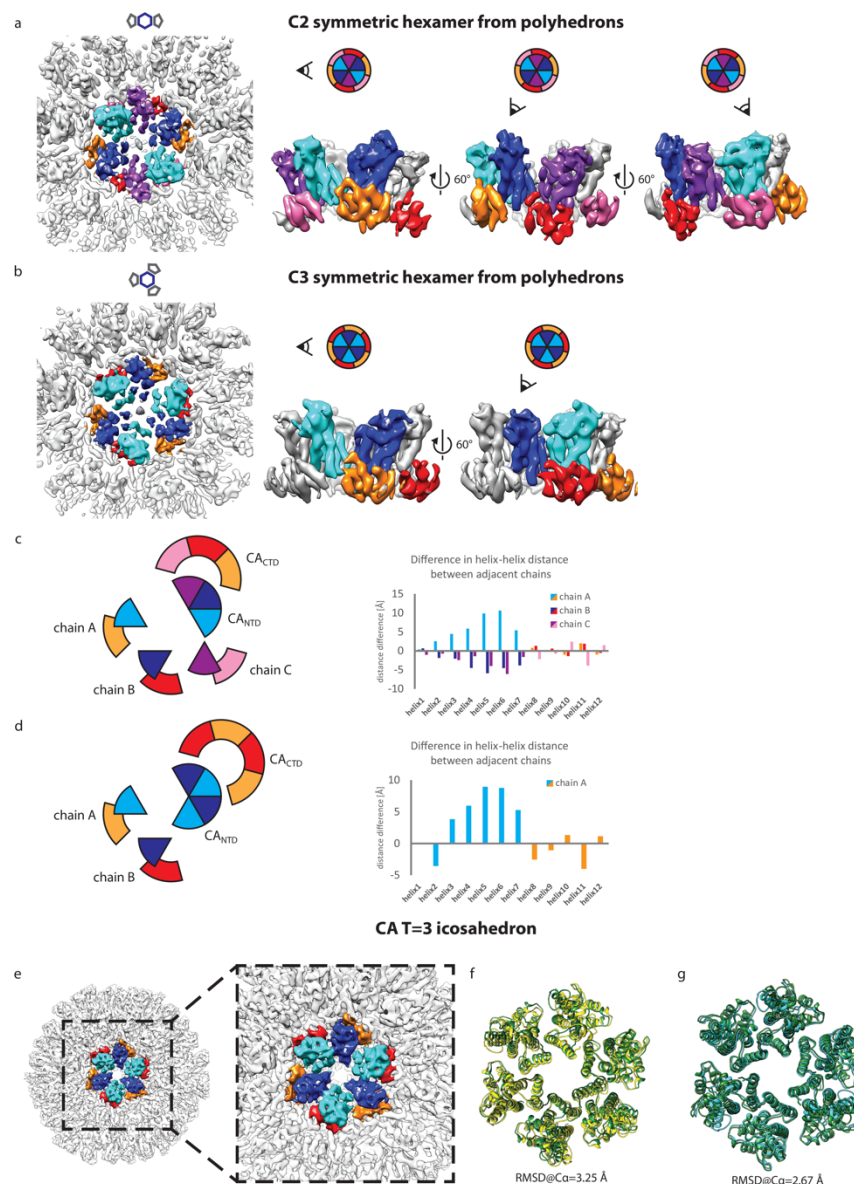 a
C2 symmetric hexamer from polyhedrons
60°
60°
b
C3 symmetric hexamer from polyhedrons
60°
c
CA_CTD
chain A
CA_NTD
chain B
chain C
Difference in helix-helix distance
between adjacent chains
distance difference [Å]
15
10
5
0
-5
-10
chain A
chain B
chain C
helix1
helix2
helix3
helix4
helix5
helix6
helix7
helix8
helix9
helix10
helix11
helix12
d
CA_CTD
chain A
CA_NTD
chain B
Difference in helix-helix distance
between adjacent chains
distance difference [Å]
10
5
0
-5
chain A
helix1
helix2
helix3
helix4
helix5
helix6
helix7
helix8
helix9
helix10
helix11
helix12
CA T=3 icosahedron
e
f
g
RMSD@Cα=3.25 Å
RMSD@Cα=2.67 Å